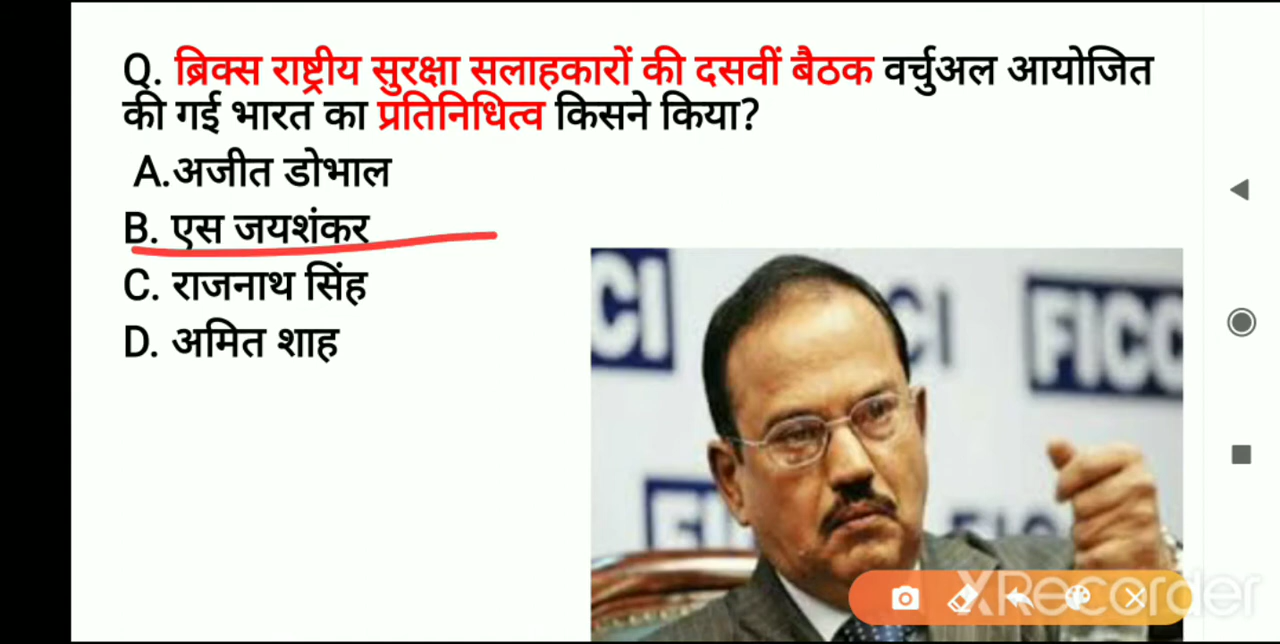 Q. ब्रिक्स राष्ट्रीय सुरक्षा सलाहकारों की दसवीं बैठक वर्चुअल आयोजित
की गई भारत का प्रतिनिधित्व किसने किया?
A.अजीत डोभाल
B. एस जयशंकर
C. राजनाथ सिंह
D. अमित शाह
CI CI FICC
XRecorder